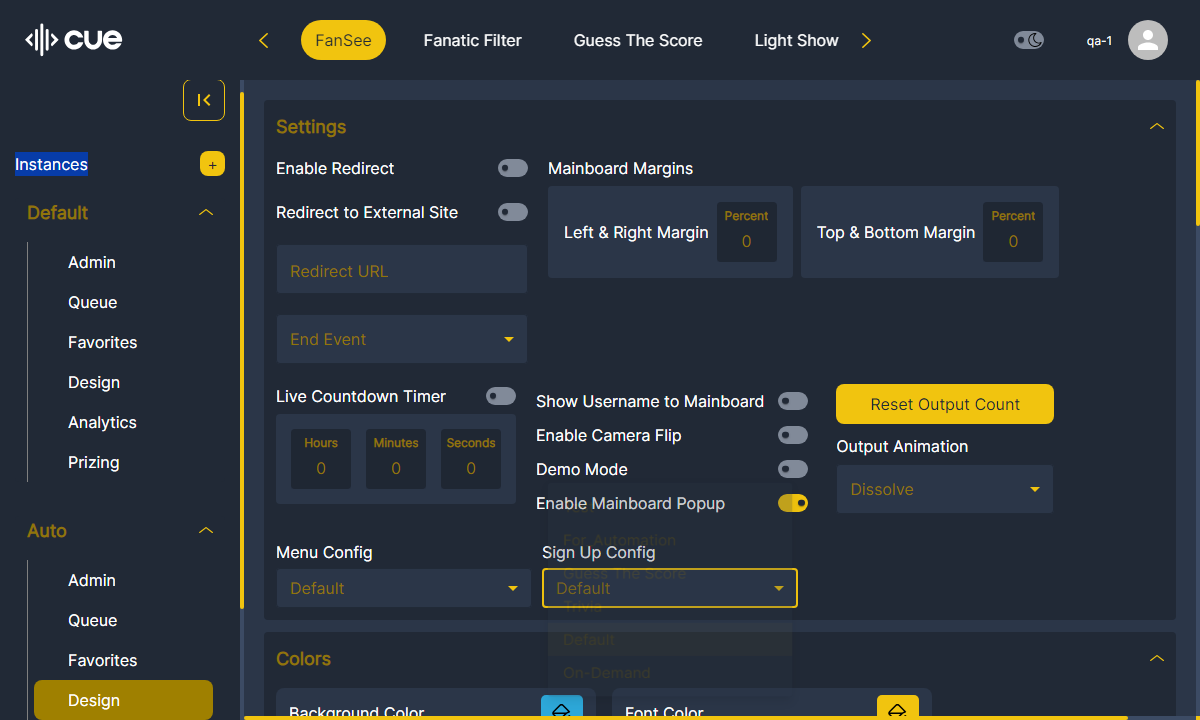 cue
FanSee
Fanatic Filter
Guess The Score
Light Show
qa-1
Instances
+
Default
Admin
Queue
Favorites
Design
Analytics
Prizing
Auto
Admin
Queue
Favorites
Design
Settings
Enable Redirect
Redirect to External Site
Redirect URL
End Event
Mainboard Margins
Left & Right Margin
Percent
0
Top & Bottom Margin
Percent
0
Live Countdown Timer
Hours
0
Minutes
0
Seconds
0
Show Username to Mainboard
Enable Camera Flip
Demo Mode
Enable Mainboard Popup
Reset Output Count
Output Animation
Dissolve
Menu Config
Default
Sign Up Config
Default
For Automation
Guess The Score
Trivia
Default
On-Demand
Colors
Background Color
Font Color